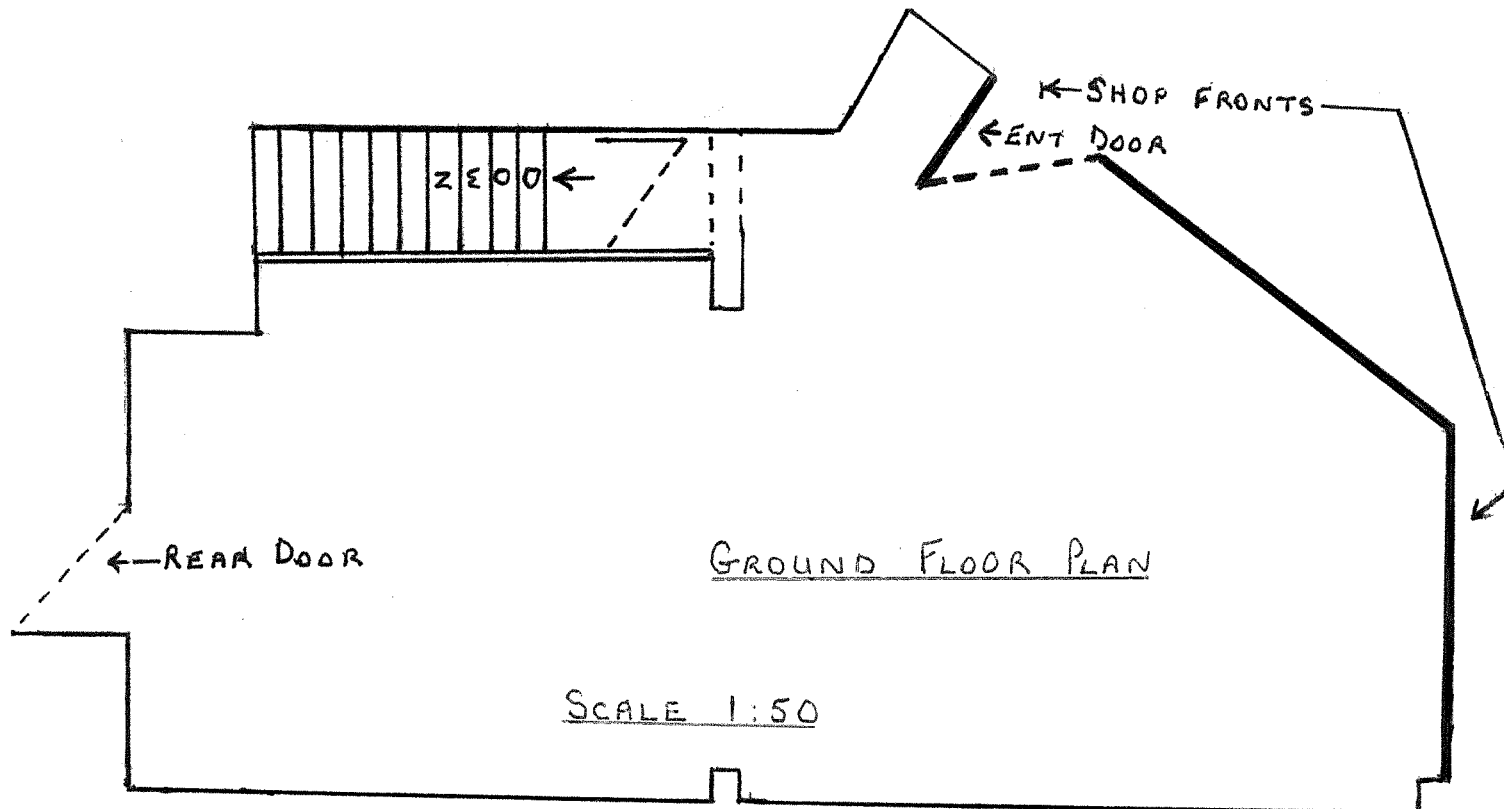 SHOP FRONTS
ENT DOOR
DOWN
REAR DOOR
GROUND FLOOR PLAN
SCALE 1:50